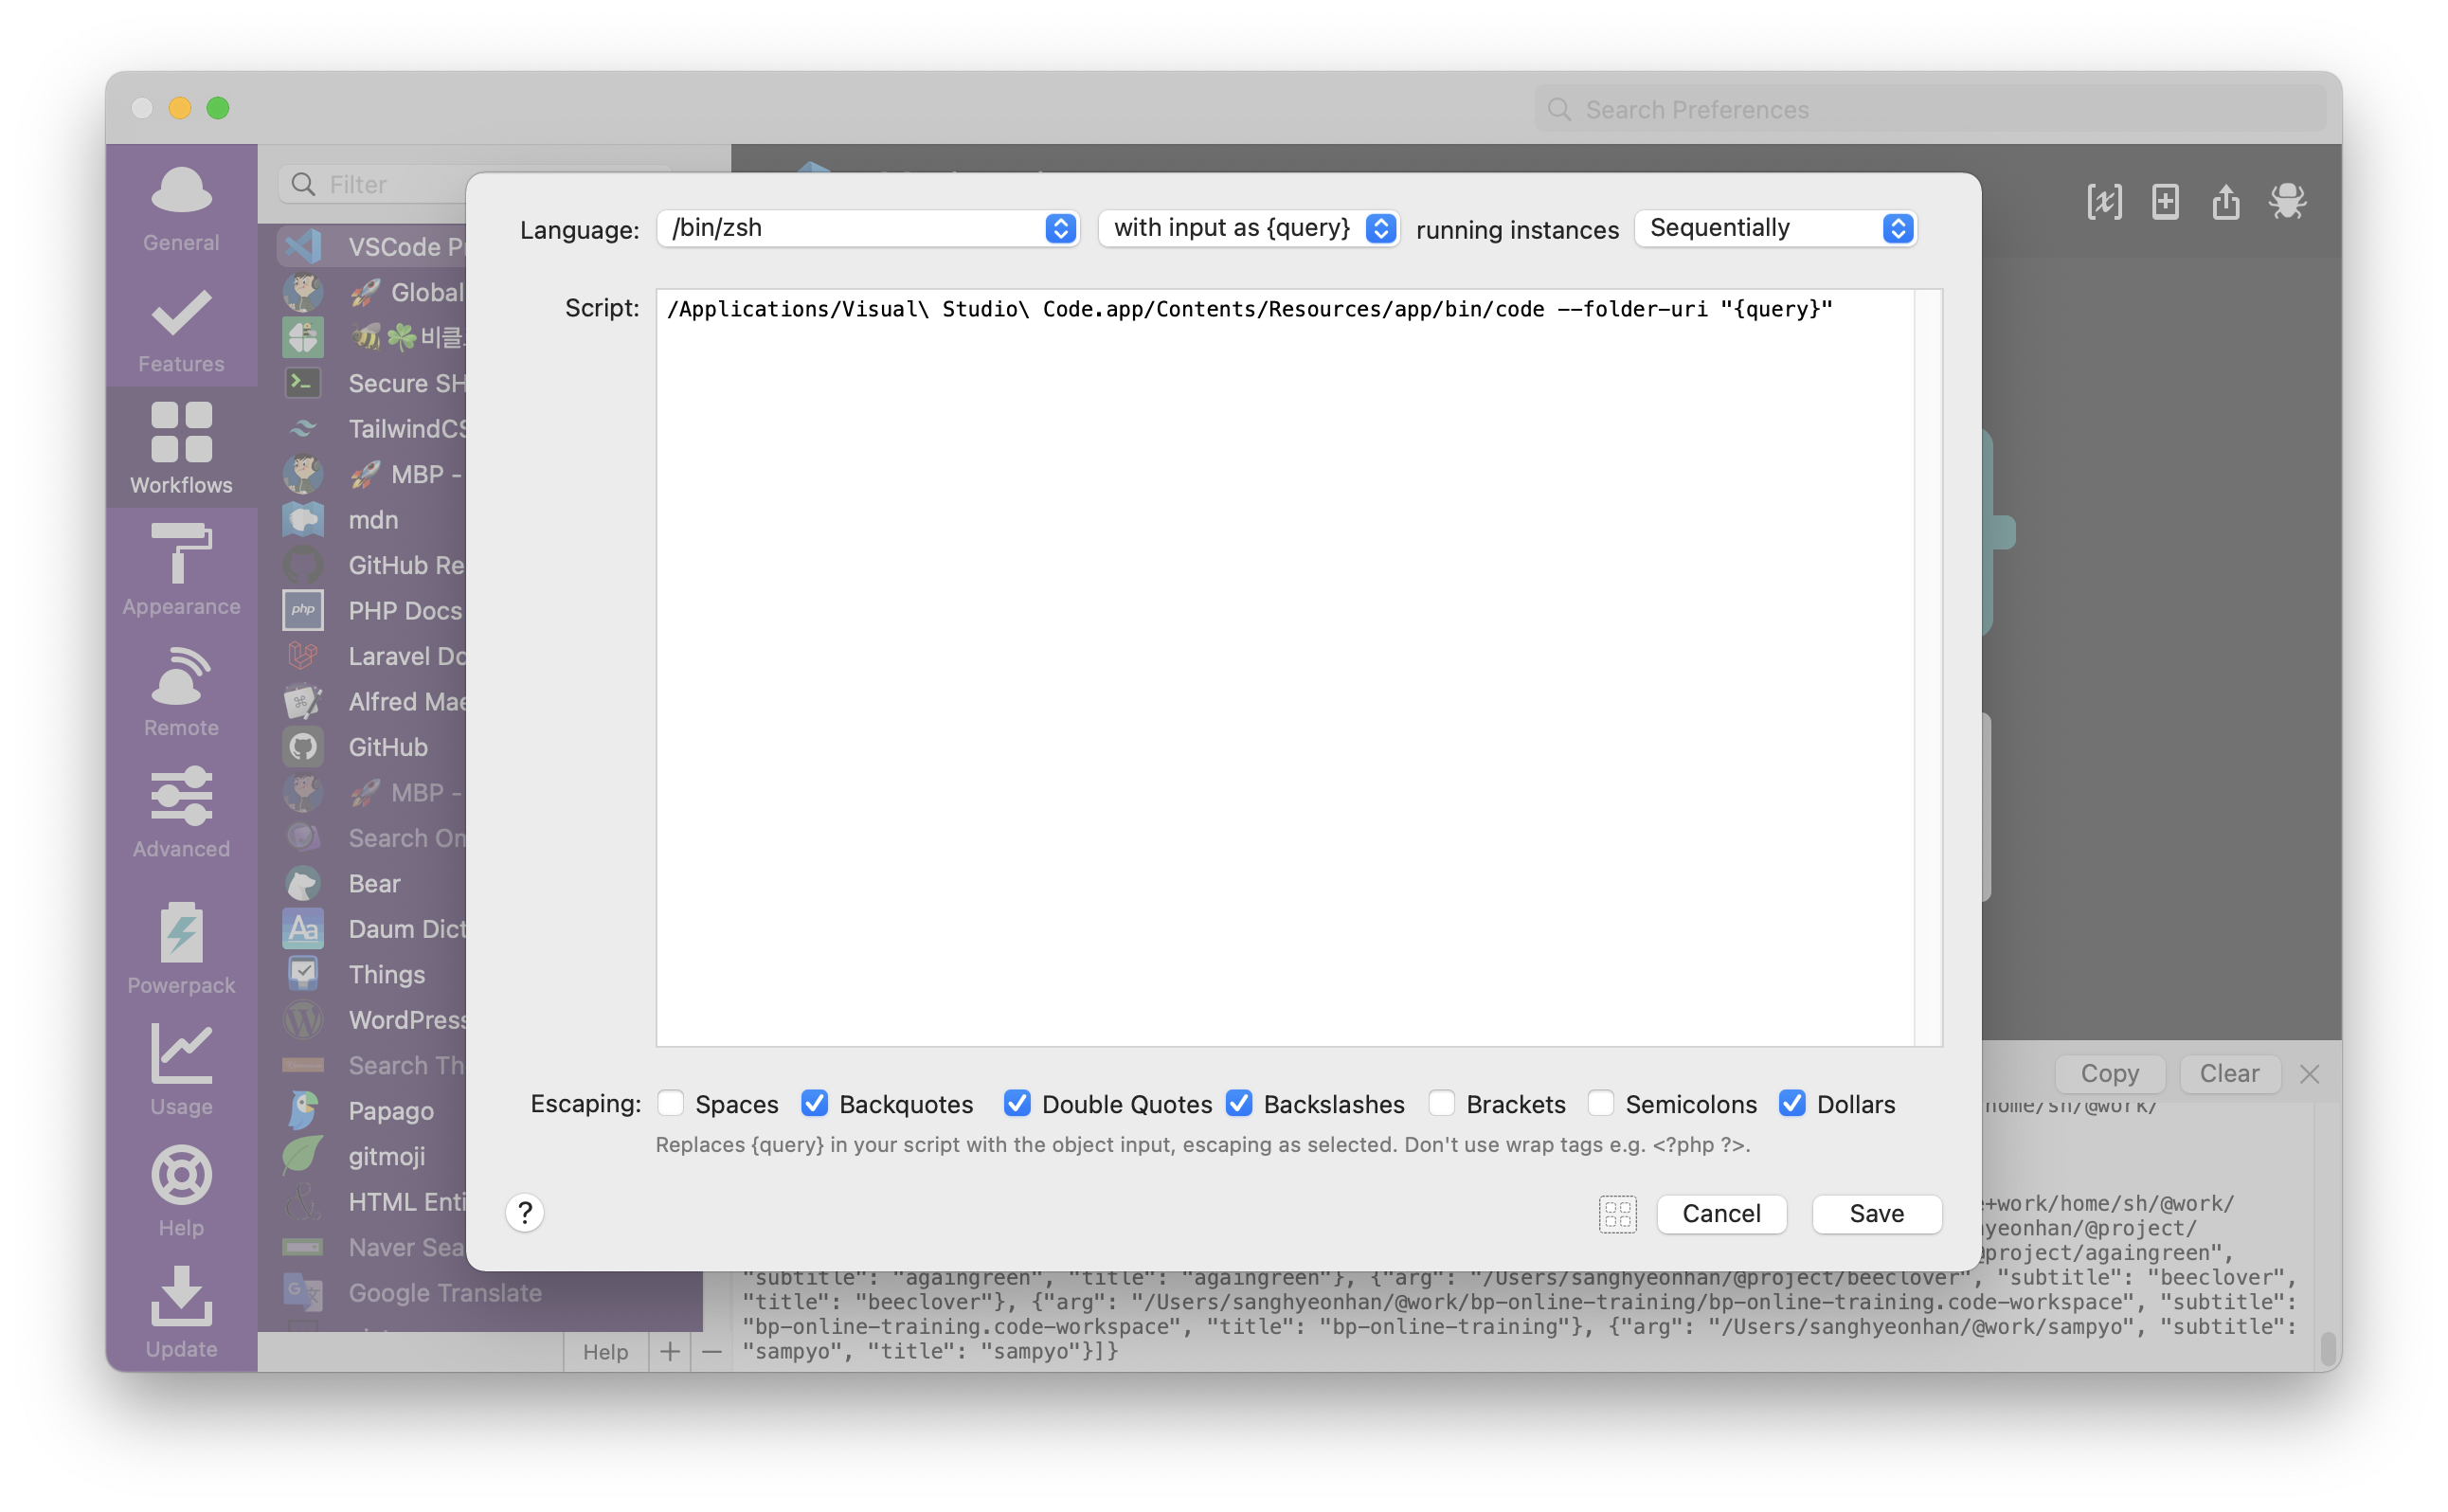 Search Preferences
General
Features
Workflows
Appearance
Remote
Advanced
Powerpack
Usage
Help
Update
Filter
VSCode
Global
비클
Secure SH
TailwindCS
MBP -
mdn
GitHub Re
PHP Docs
Laravel Do
Alfred Mae
GitHub
MBP -
Search On
Bear
Daum Dict
Things
WordPress
Search Th
Papago
gitmoji
HTML Enti
Naver Sea
Google Translate
Help
Language: /bin/zsh with input as {query} running instances Sequentially
Script: /Applications/Visual\ Studio\ Code.app/Contents/Resources/app/bin/code --folder-uri "{query}"
Escaping: Spaces Backquotes Double Quotes Backslashes Brackets Semicolons Dollars
Replaces {query} in your script with the object input, escaping as selected. Don't use wrap tags e.g. <?php ?>.
? Cancel Save
Copy Clear
home/sh/@work/
+work/home/sh/@work/
yeonhan/@project/
project/againgreen",
"subtitle": "againgreen", "title": "againgreen"}, {"arg": "/Users/sanghyeonhan/@project/beeclover", "subtitle": "beeclover",
"title": "beeclover"}, {"arg": "/Users/sanghyeonhan/@work/bp-online-training/bp-online-training.code-workspace", "subtitle":
"bp-online-training.code-workspace", "title": "bp-online-training"}, {"arg": "/Users/sanghyeonhan/@work/sampyo", "subtitle":
"sampyo", "title": "sampyo"}]}